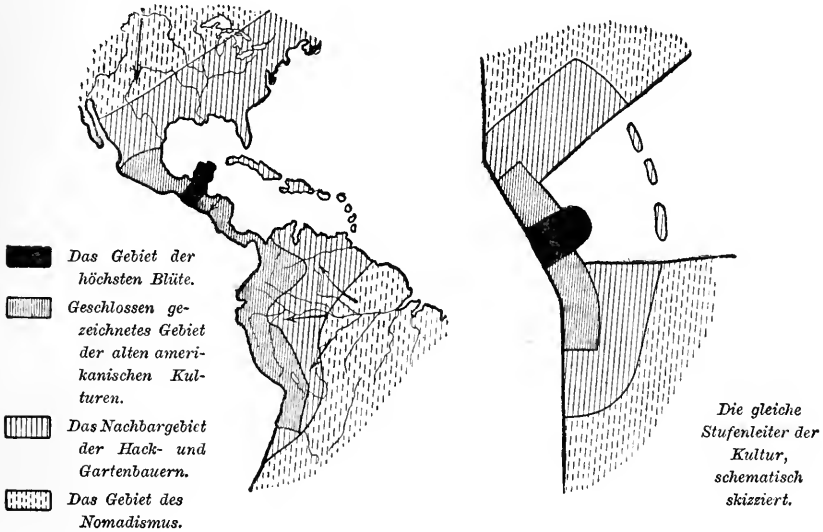 Das Gebiet der
höchsten Blüte.
Geschlossen ge-
zeichnetes Gebiet
der alten ameri-
kanischen Kul-
turen.
Das Nachbargebiet
der Hack- und
Gartenbauern.
Das Gebiet des
Nomadismus.
Die gleiche
Stufenleiter der
Kultur,
schematisch
skizziert.